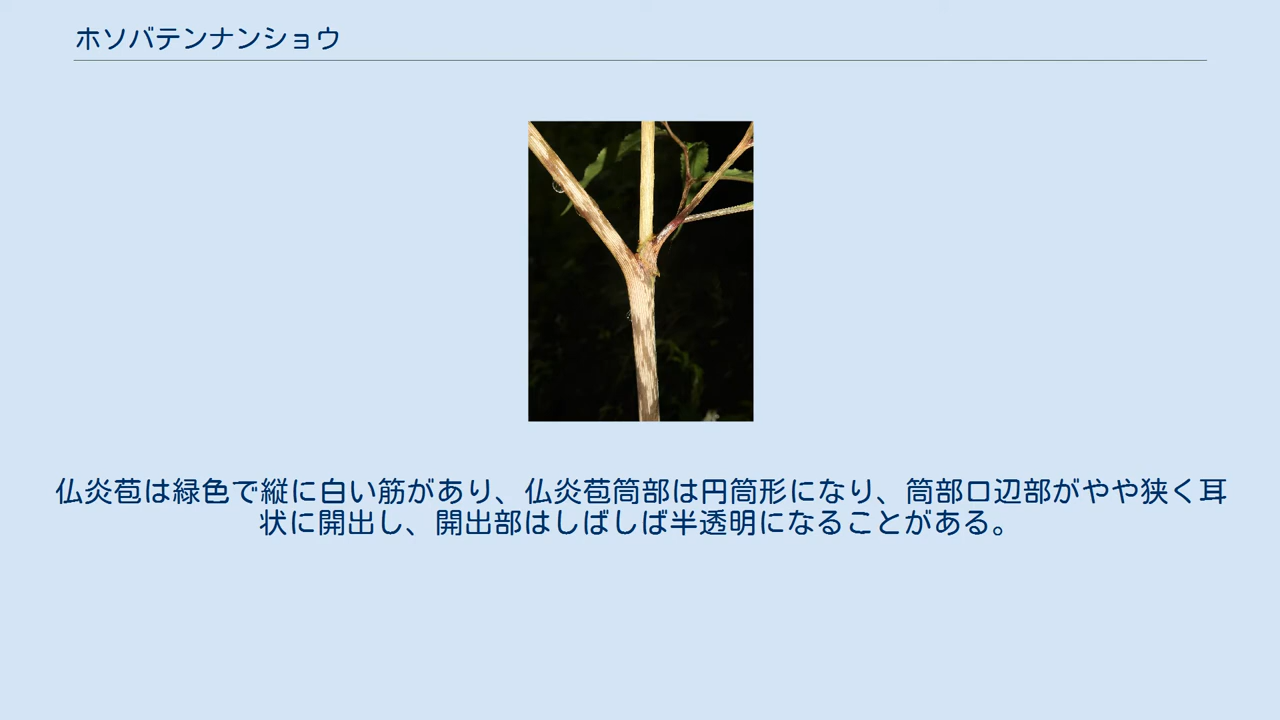 ホソバテンナンショウ
仏炎苞は緑色で縦に白い筋があり、仏炎苞筒部は円筒形になり、筒部口辺部がやや狭く耳
状に開出し、開出部はしばしば半透明になることがある。